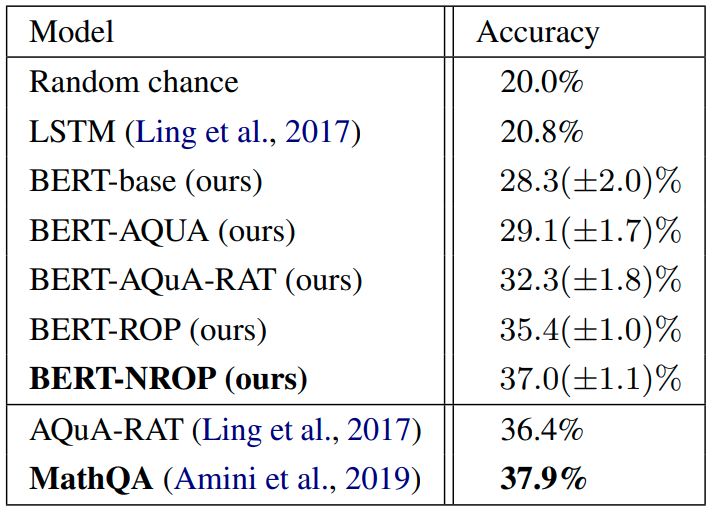 Model Accuracy
Random chance 20.0%
LSTM (Ling et al., 2017) 20.8%
BERT-base (ours) 28.3(±2.0)%
BERT-AQUA (ours) 29.1(±1.7)%
BERT-AQuA-RAT (ours) 32.3(±1.8)%
BERT-ROP (ours) 35.4(±1.0)%
BERT-NROP (ours) 37.0(±1.1)%
AQuA-RAT (Ling et al., 2017) 36.4%
MathQA (Amini et al., 2019) 37.9%